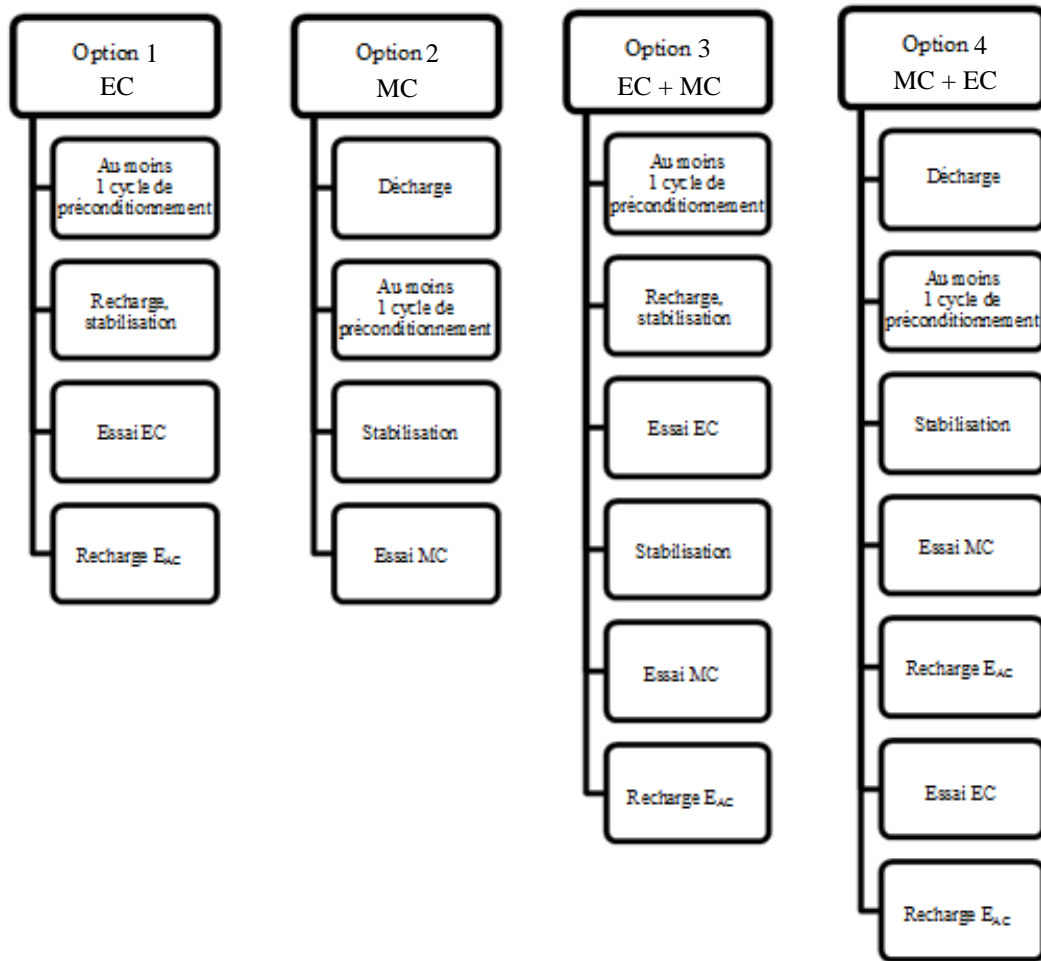 Option 1
EC
Au moins
1 cycle de
préconditionnement
Recharge,
stabilisation
Essai EC
Recharge EAC
Option 2
MC
Décharge
Au moins
1 cycle de
préconditionnement
Stabilisation
Essai MC
Option 3
EC + MC
Au moins
1 cycle de
préconditionnement
Recharge,
stabilisation
Essai EC
Stabilisation
Essai MC
Recharge EAC
Option 4
MC + EC
Décharge
Au moins
1 cycle de
préconditionnement
Stabilisation
Essai MC
Recharge EAC
Essai EC
Recharge EAC